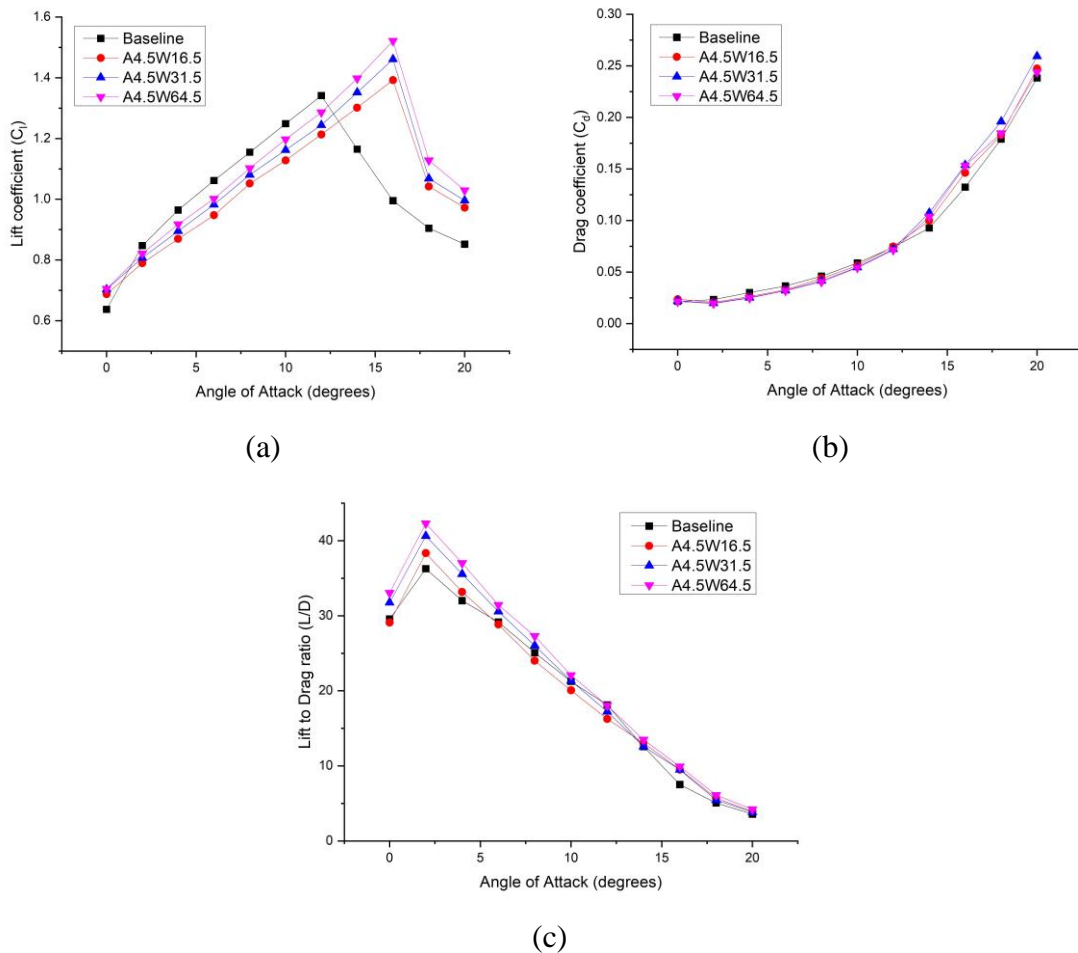 Baseline
A4.5W16.5
A4.5W31.5
A4.5W64.5
Lift coefficient (Cl)
1.6
1.4
1.2
1.0
0.8
0.6
0 5 10 15 20
Angle of Attack (degrees)
(a)
Baseline
A4.5W16.5
A4.5W31.5
A4.5W64.5
Drag coefficient (Cd)
0.30
0.25
0.20
0.15
0.10
0.05
0.00
0 5 10 15 20
Angle of Attack (degrees)
(b)
Baseline
A4.5W16.5
A4.5W31.5
A4.5W64.5
Lift to Drag ratio (L/D)
40
30
20
10
0
0 5 10 15 20
Angle of Attack (degrees)
(c)